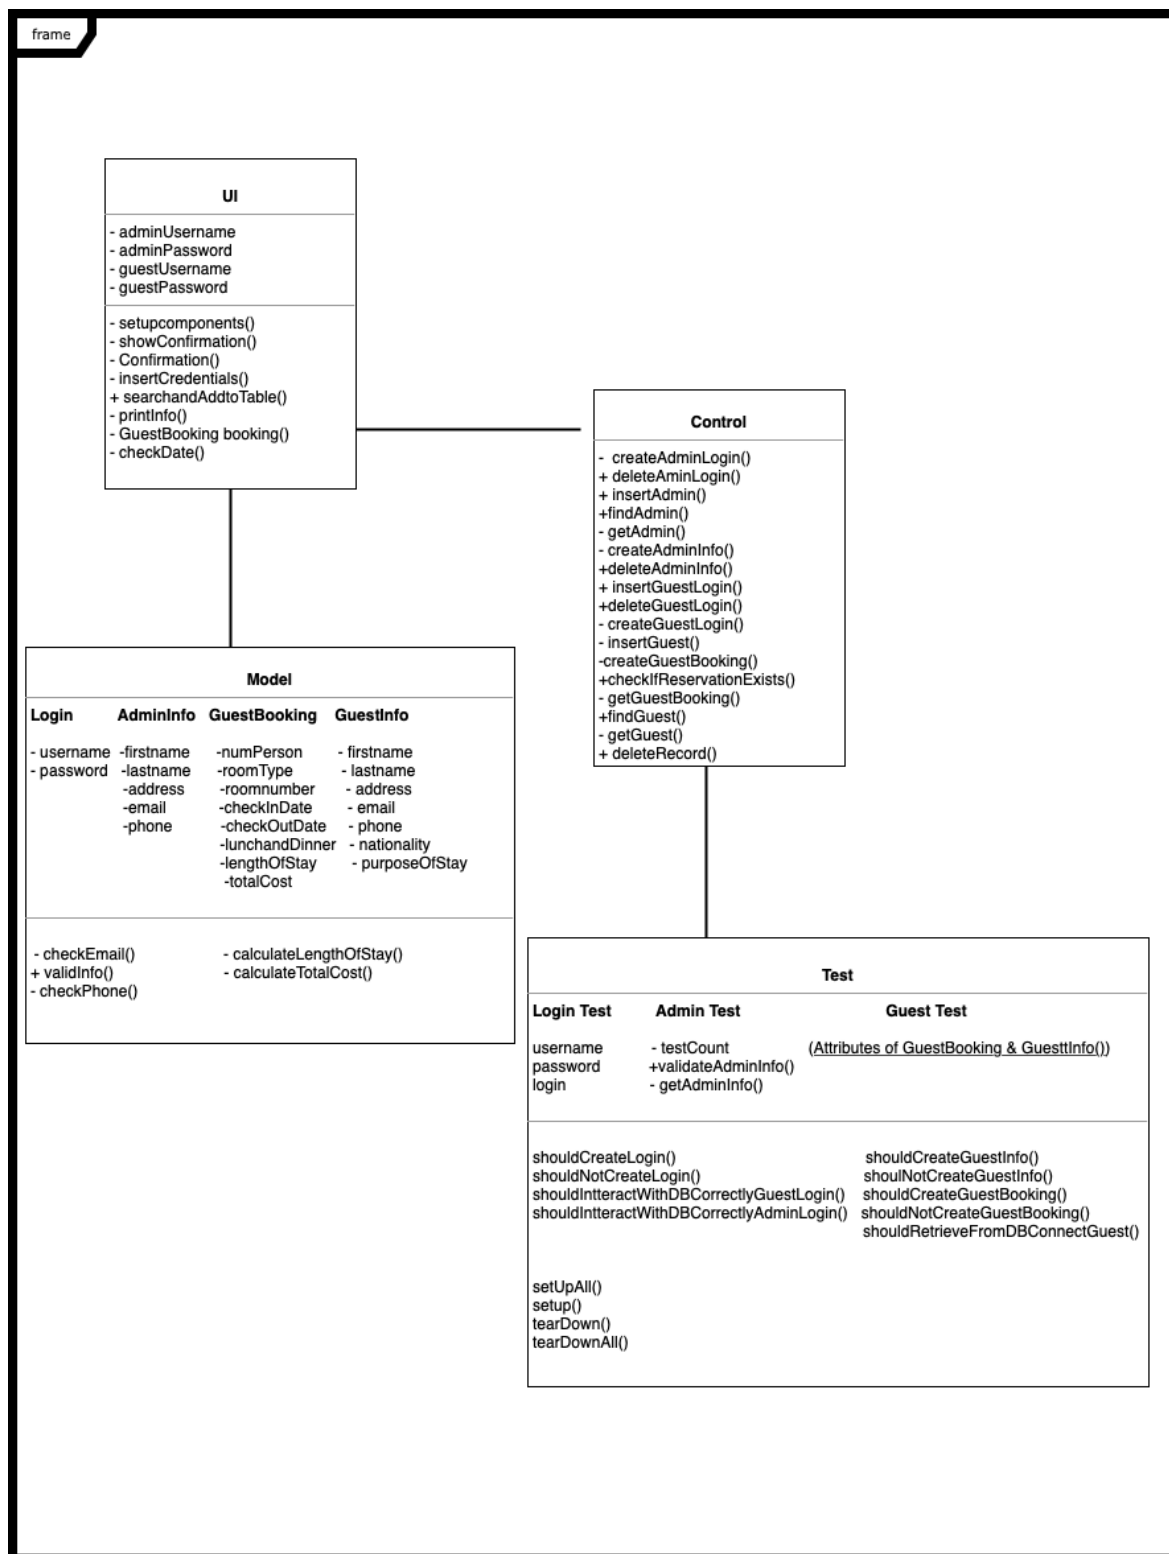 frame
UI
- adminUsername
- adminPassword
- guestUsername
- guestPassword
- setupcomponents()
- showConfirmation()
- Confirmation()
- insertCredentials()
+ searchandAddtoTable()
- printInfo()
- GuestBooking booking()
- checkDate()
Control
- createAdminLogin()
+ deleteAminLogin()
+ insertAdmin()
+findAdmin()
- getAdmin()
- createAdminInfo()
+deleteAdminInfo()
+ insertGuestLogin()
+deleteGuestLogin()
- createGuestLogin()
- insertGuest()
-createGuestBooking()
+checkIfReservationExists()
- getGuestBooking()
+findGuest()
- getGuest()
+ deleteRecord()
Model
Login AdminInfo GuestBooking GuestInfo
- username -firstname -numPerson - firstname
- password -lastname -roomType - lastname
-address -roomnumber - address
-email -checkInDate - email
-phone -checkOutDate - phone
-lunchandDinner - nationality
-lengthOfStay - purposeOfStay
-totalCost
- checkEmail() - calculateLengthOfStay()
+ validInfo() - calculateTotalCost()
- checkPhone()
Test
Login Test Admin Test Guest Test
username - testCount (Attributes of GuestBooking & GuesttInfo())
password +validateAdminInfo()
login - getAdminInfo()
shouldCreateLogin() shouldCreateGuestInfo()
shouldNotCreateLogin() shoulNotCreateGuestInfo()
shouldIntteractWithDBCorrectlyGuestLogin() shouldCreateGuestBooking()
shouldIntteractWithDBCorrectlyAdminLogin() shouldNotCreateGuestBooking()
shouldRetrieveFromDBConnectGuest()
setUpAll()
setup()
tearDown()
tearDownAll()